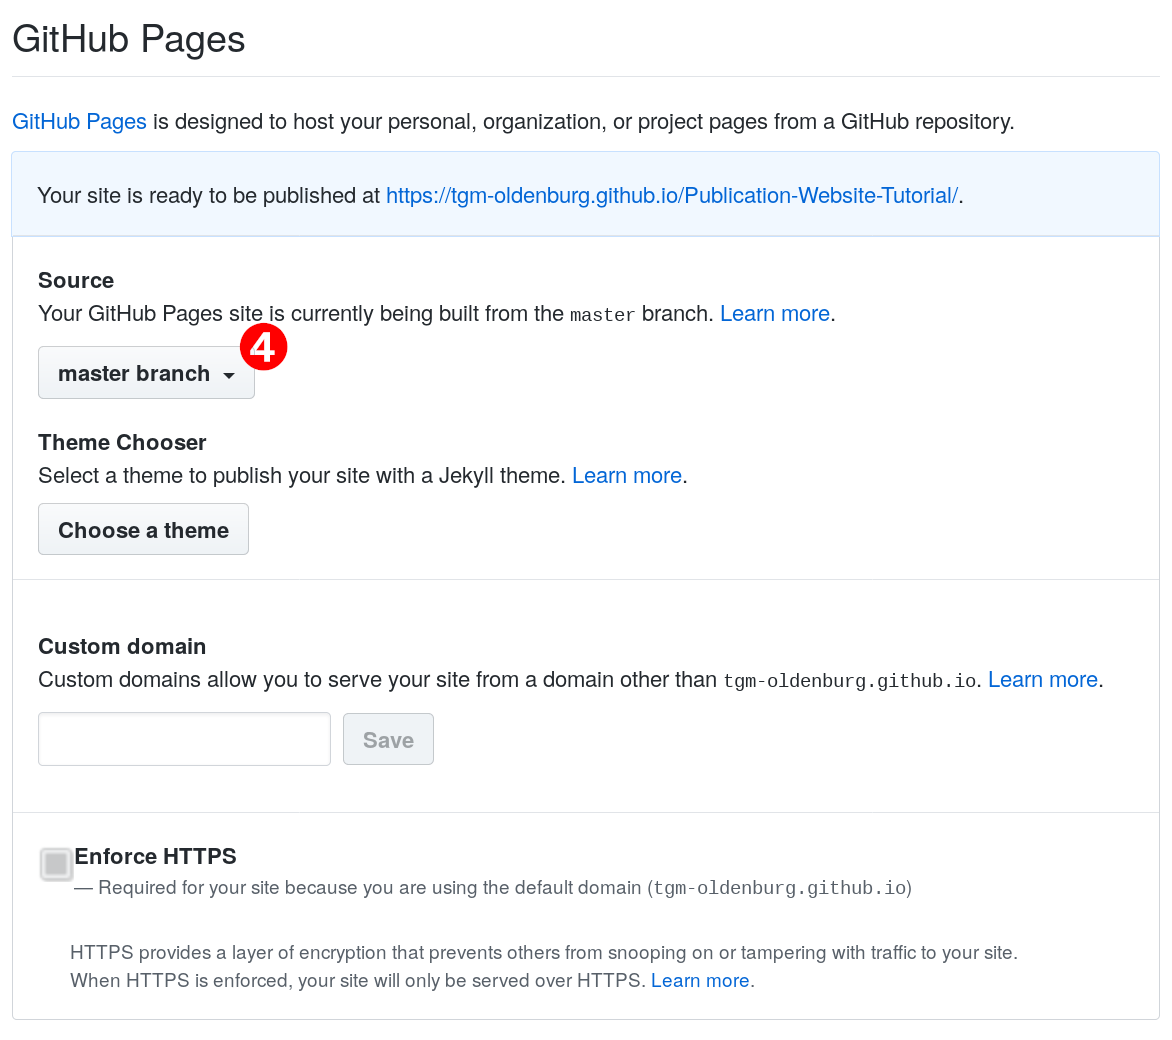 GitHub Pages
GitHub Pages is designed to host your personal, organization, or project pages from a GitHub repository.
Your site is ready to be published at https://tgm-oldenburg.github.io/Publication-Website-Tutorial/.
Source
Your GitHub Pages site is currently being built from the master branch. Learn more.
4
master branch
Theme Chooser
Select a theme to publish your site with a Jekyll theme. Learn more.
Choose a theme
Custom domain
Custom domains allow you to serve your site from a domain other than tgm-oldenburg.github.io. Learn more.
Save
Enforce HTTPS
— Required for your site because you are using the default domain (tgm-oldenburg.github.io)
HTTPS provides a layer of encryption that prevents others from snooping on or tampering with traffic to your site.
When HTTPS is enforced, your site will only be served over HTTPS. Learn more.